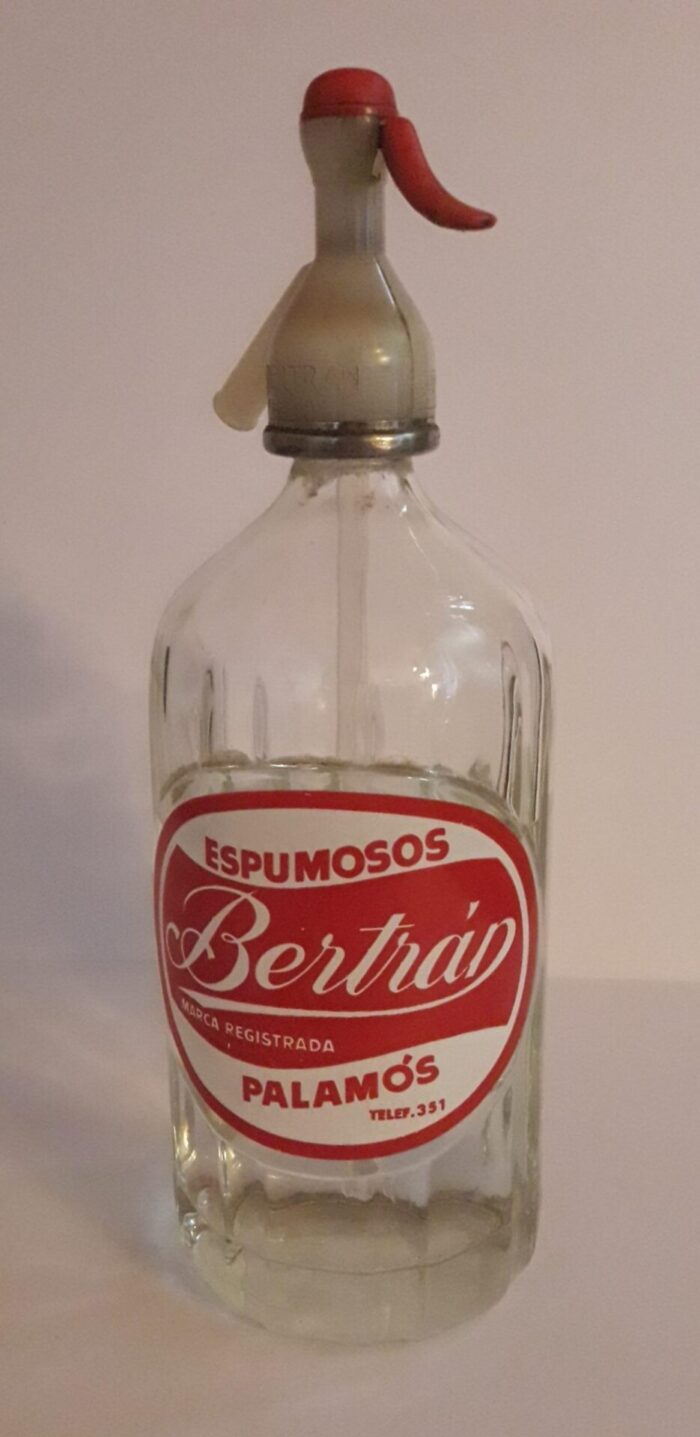 ESPUMOSOS
Bertrán
MARCA REGISTRADA
PALAMÓS
TELEF. 351